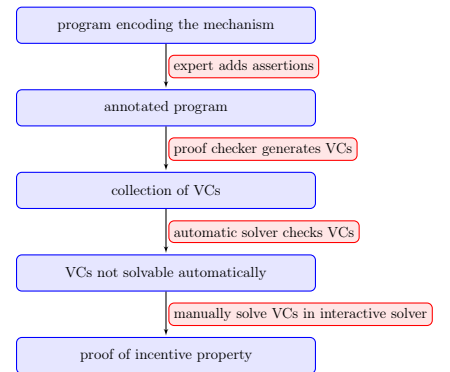 program encoding the mechanism
expert adds assertions
annotated program
proof checker generates VCs
collection of VCs
automatic solver checks VCs
VCs not solvable automatically
manually solve VCs in interactive solver
proof of incentive property